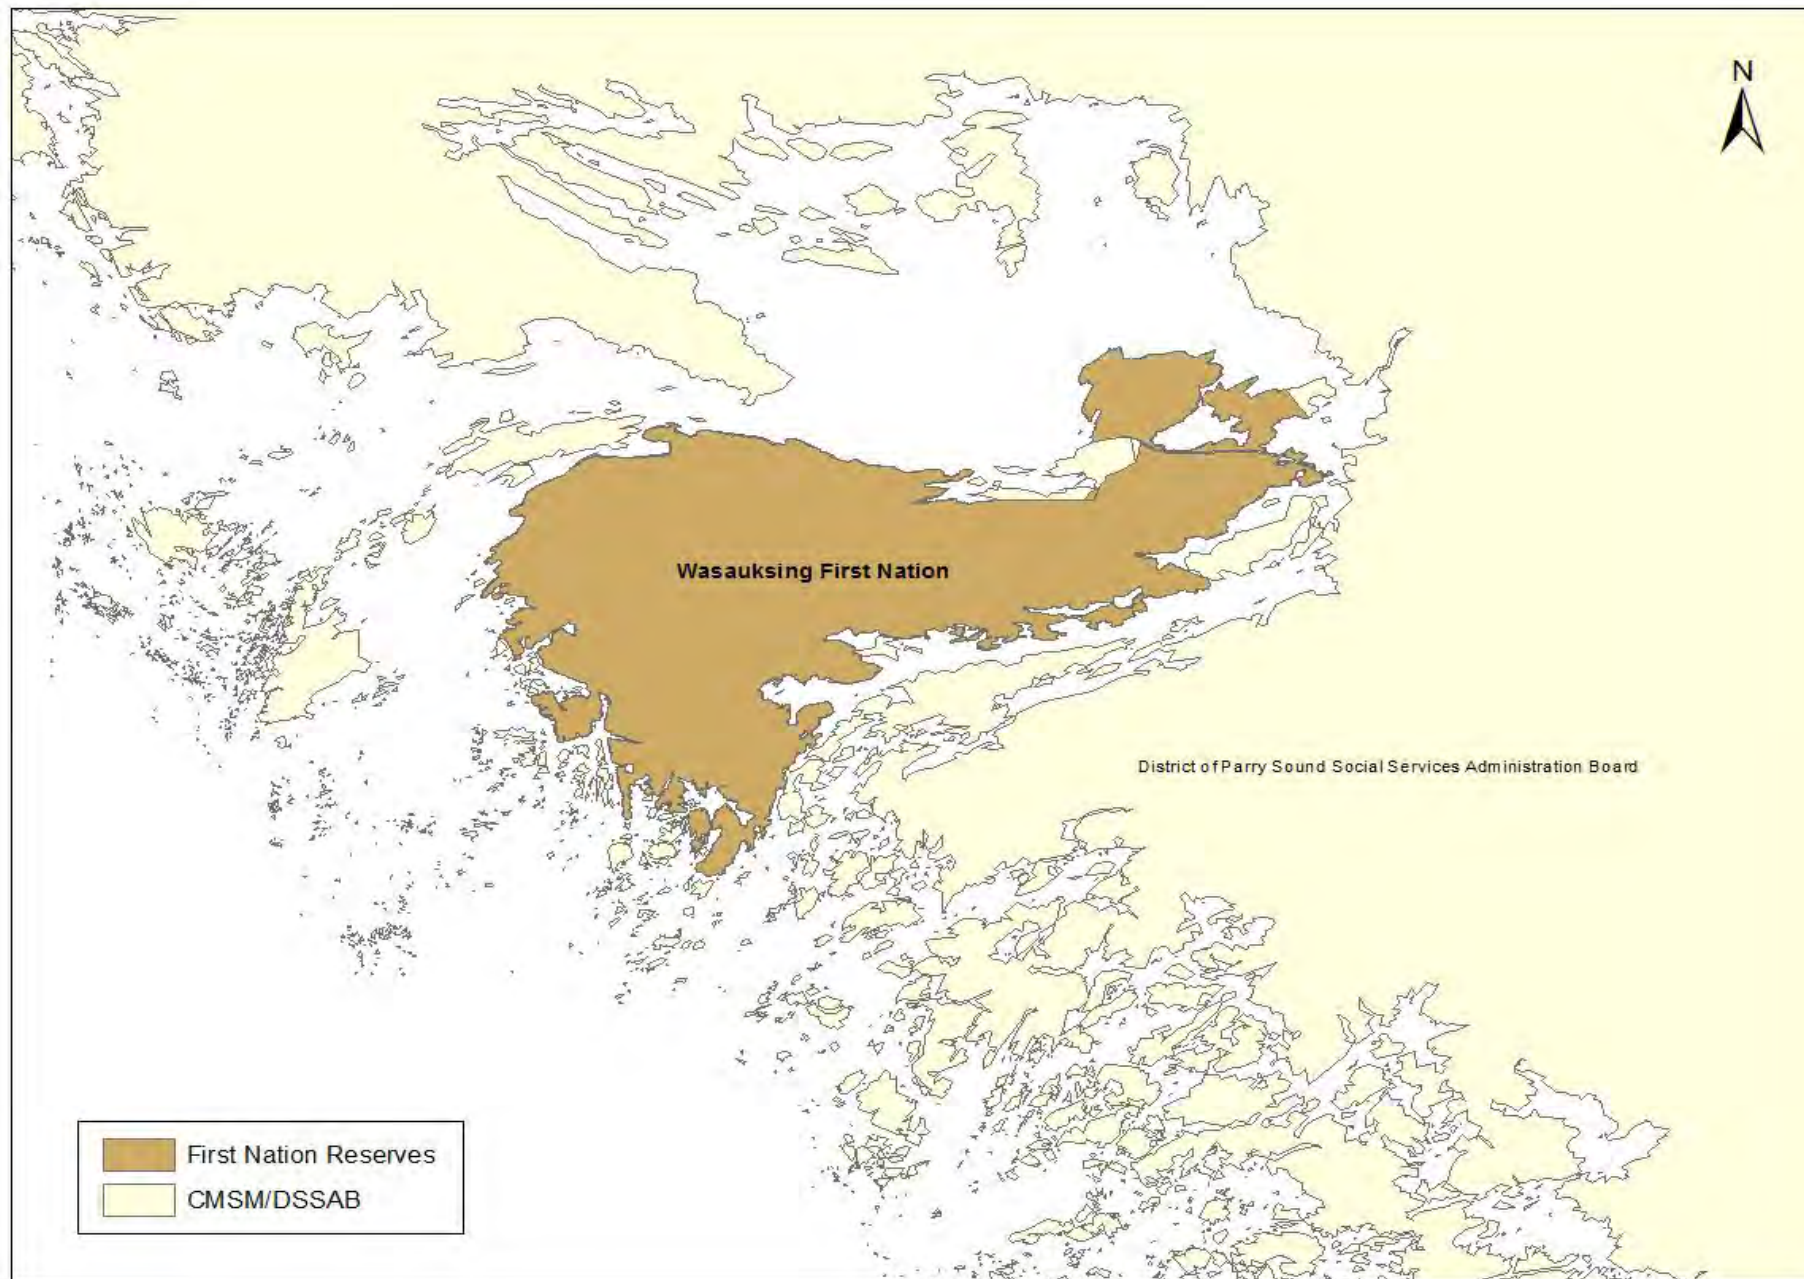 N
Wasauksing First Nation
District of Parry Sound Social Services Administration Board
First Nation Reserves
CMSM/DSSAB